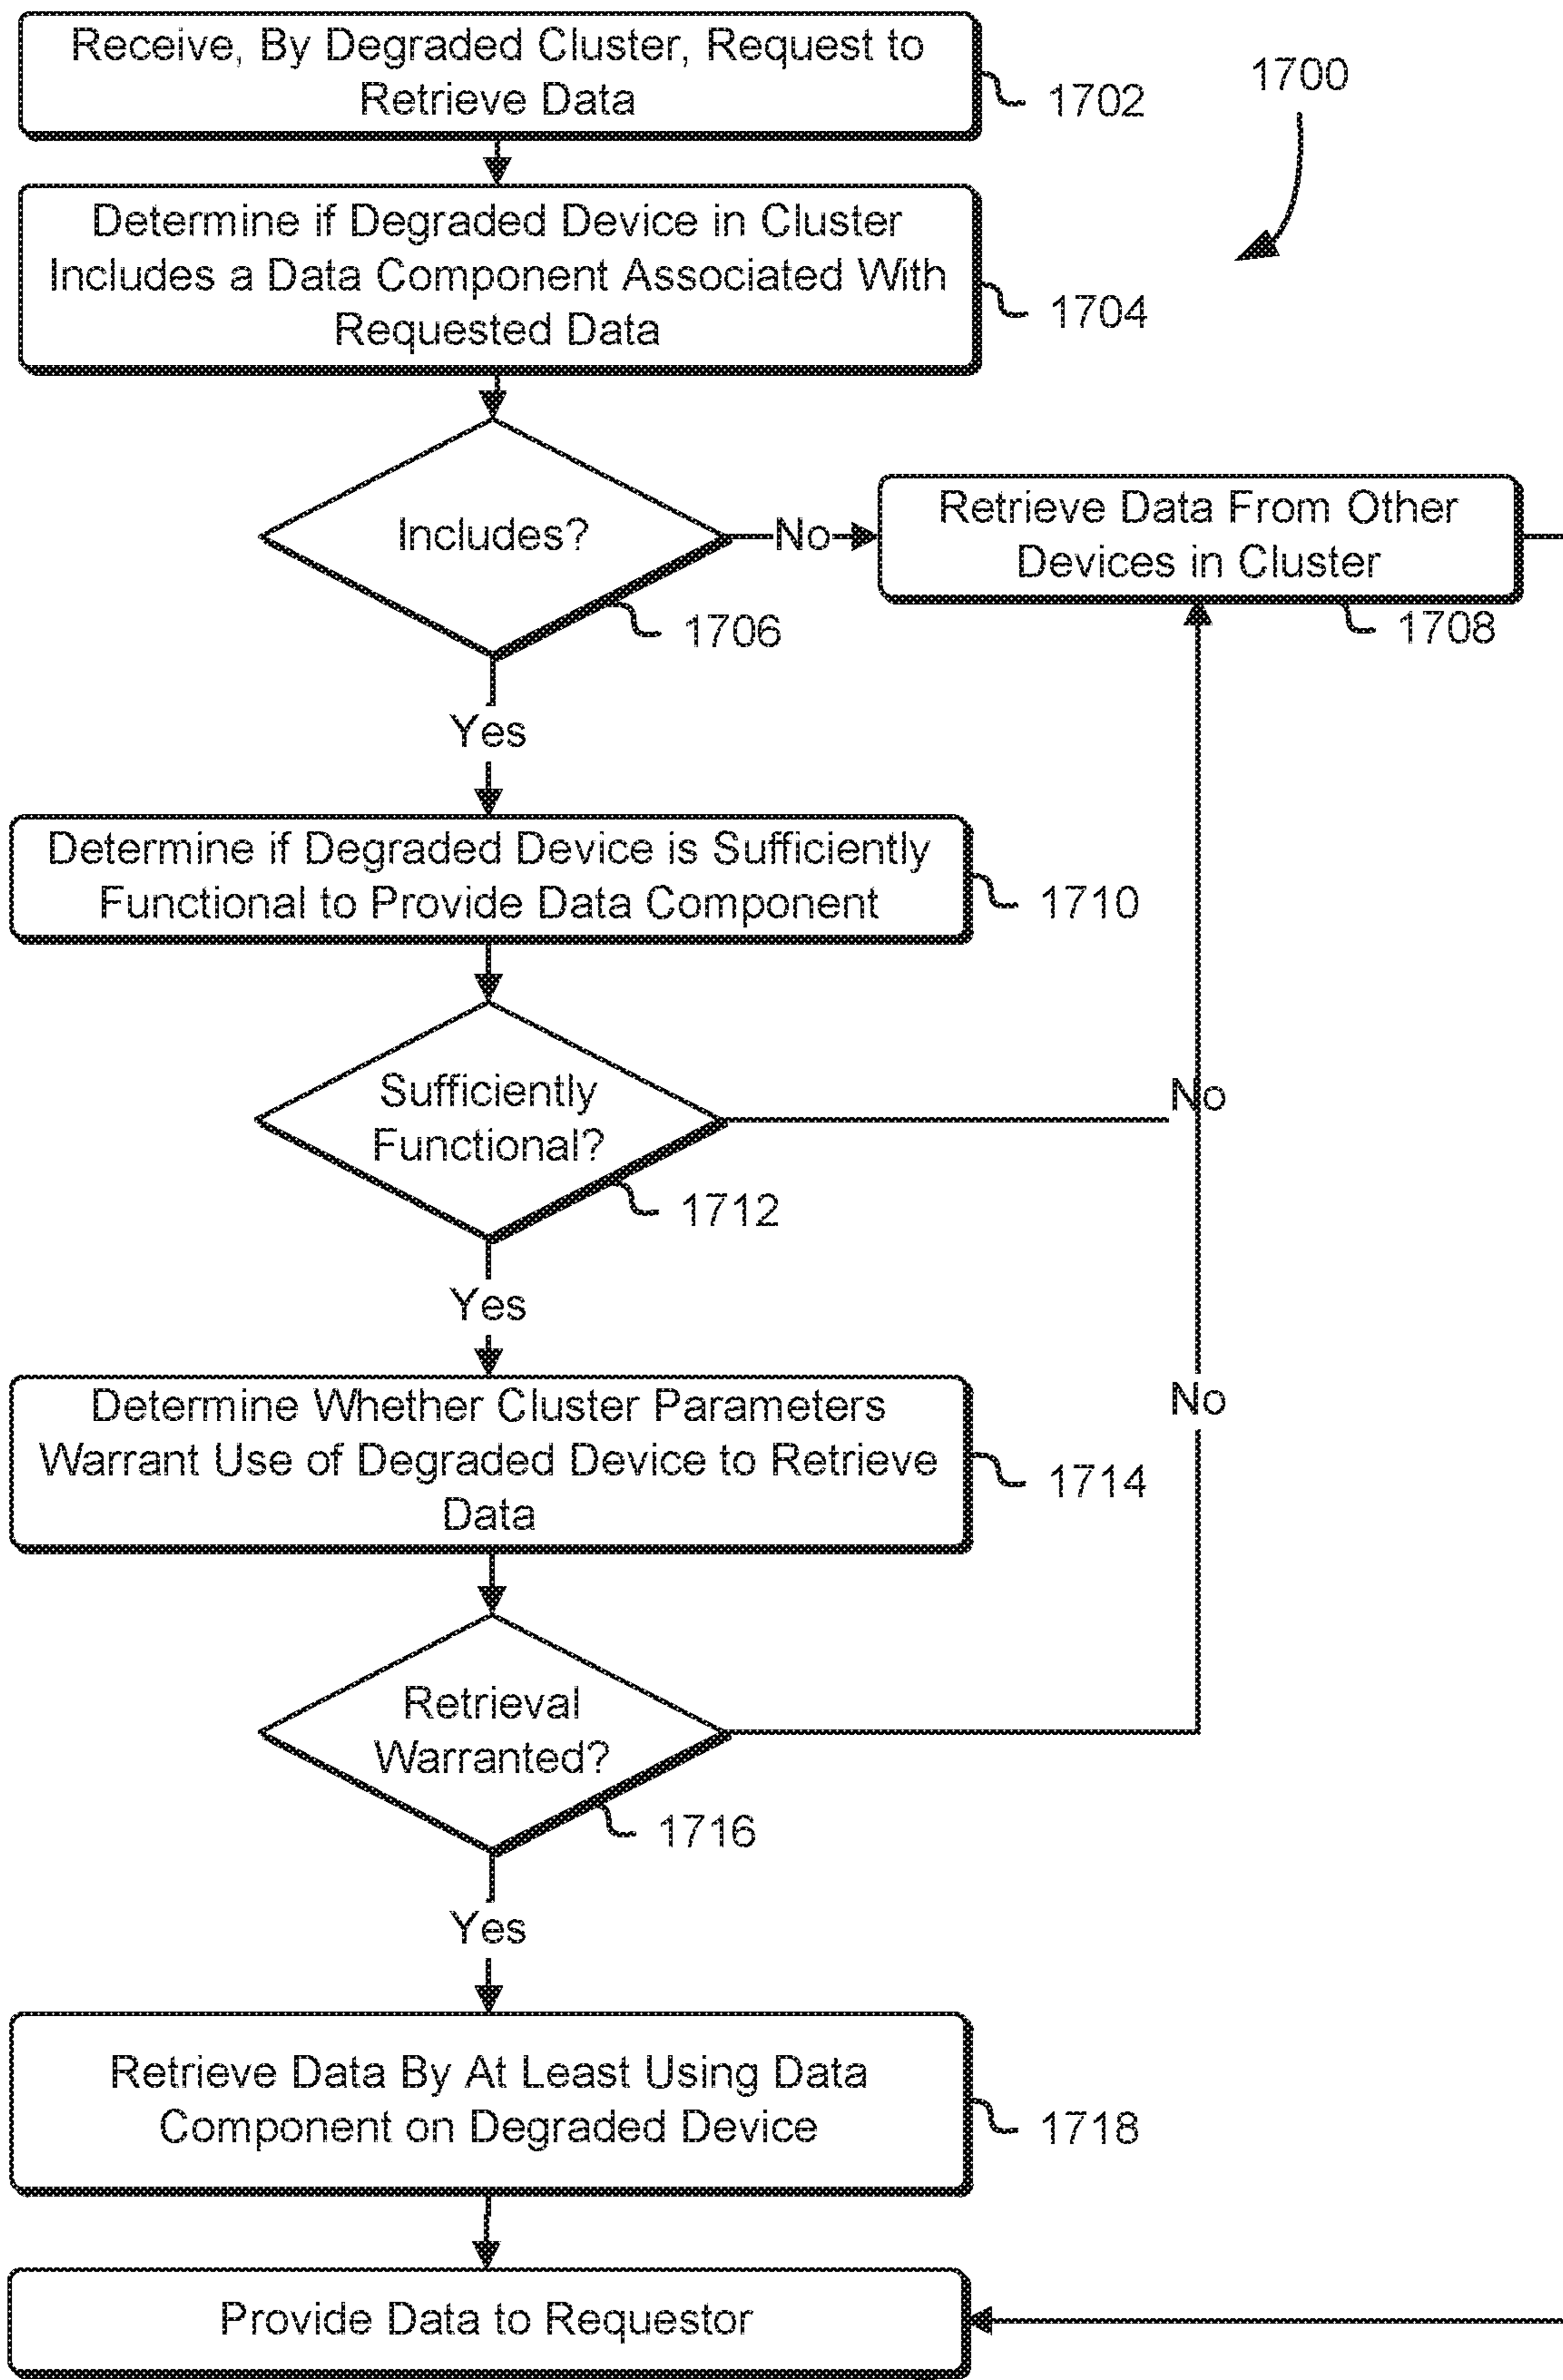 Receive, By Degraded Cluster, Request to
Retrieve Data
1702
1700
Determine if Degraded Device in Cluster
Includes a Data Component Associated With
Requested Data
1704
Includes?
No
1706
Retrieve Data From Other
Devices in Cluster
1708
Yes
Determine if Degraded Device is Sufficiently
Functional to Provide Data Component
1710
Sufficiently
Functional?
No
1712
Yes
Determine Whether Cluster Parameters
Warrant Use of Degraded Device to Retrieve
Data
1714
No
Retrieval
Warranted?
1716
Yes
Retrieve Data By At Least Using Data
Component on Degraded Device
1718
Provide Data to Requestor